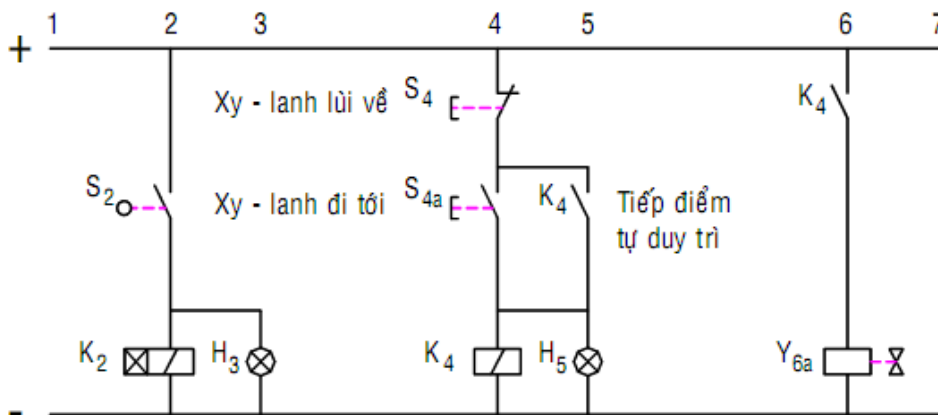 1 2 3 4 5 6 7
+
Xy - lanh lùi về S4 K4
S2 Xy - lanh đi tới S4a K4 Tiếp điểm
tự duy trì
K2 H3 K4 H5 Y6a
-